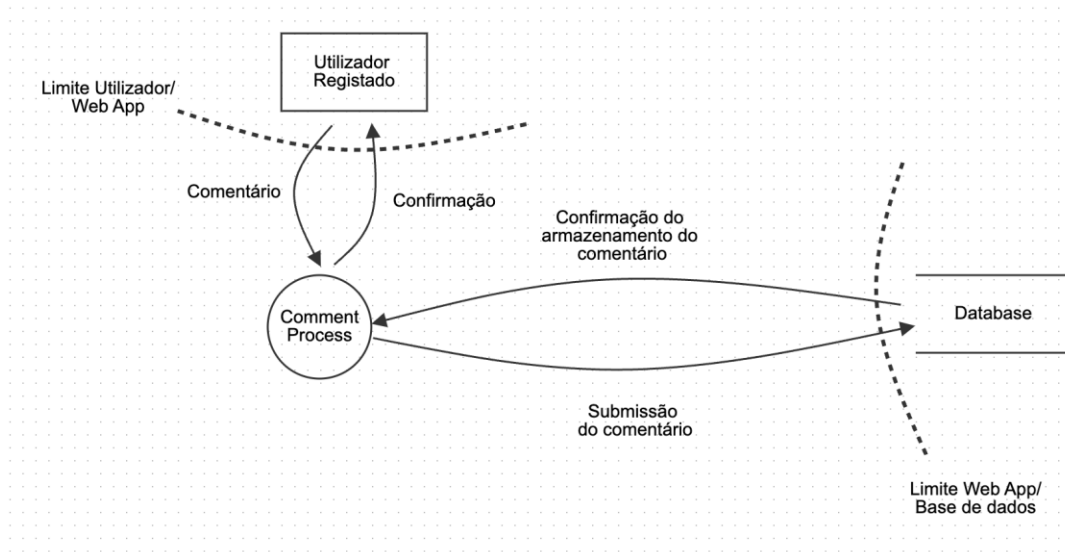 Utilizador
Registado
Limite Utilizador/
Web App
Comentário
Confirmação
Confirmação do
armazenamento do
comentário
Comment
Process
Database
Submissão
do comentário
Limite Web App/
Base de dados